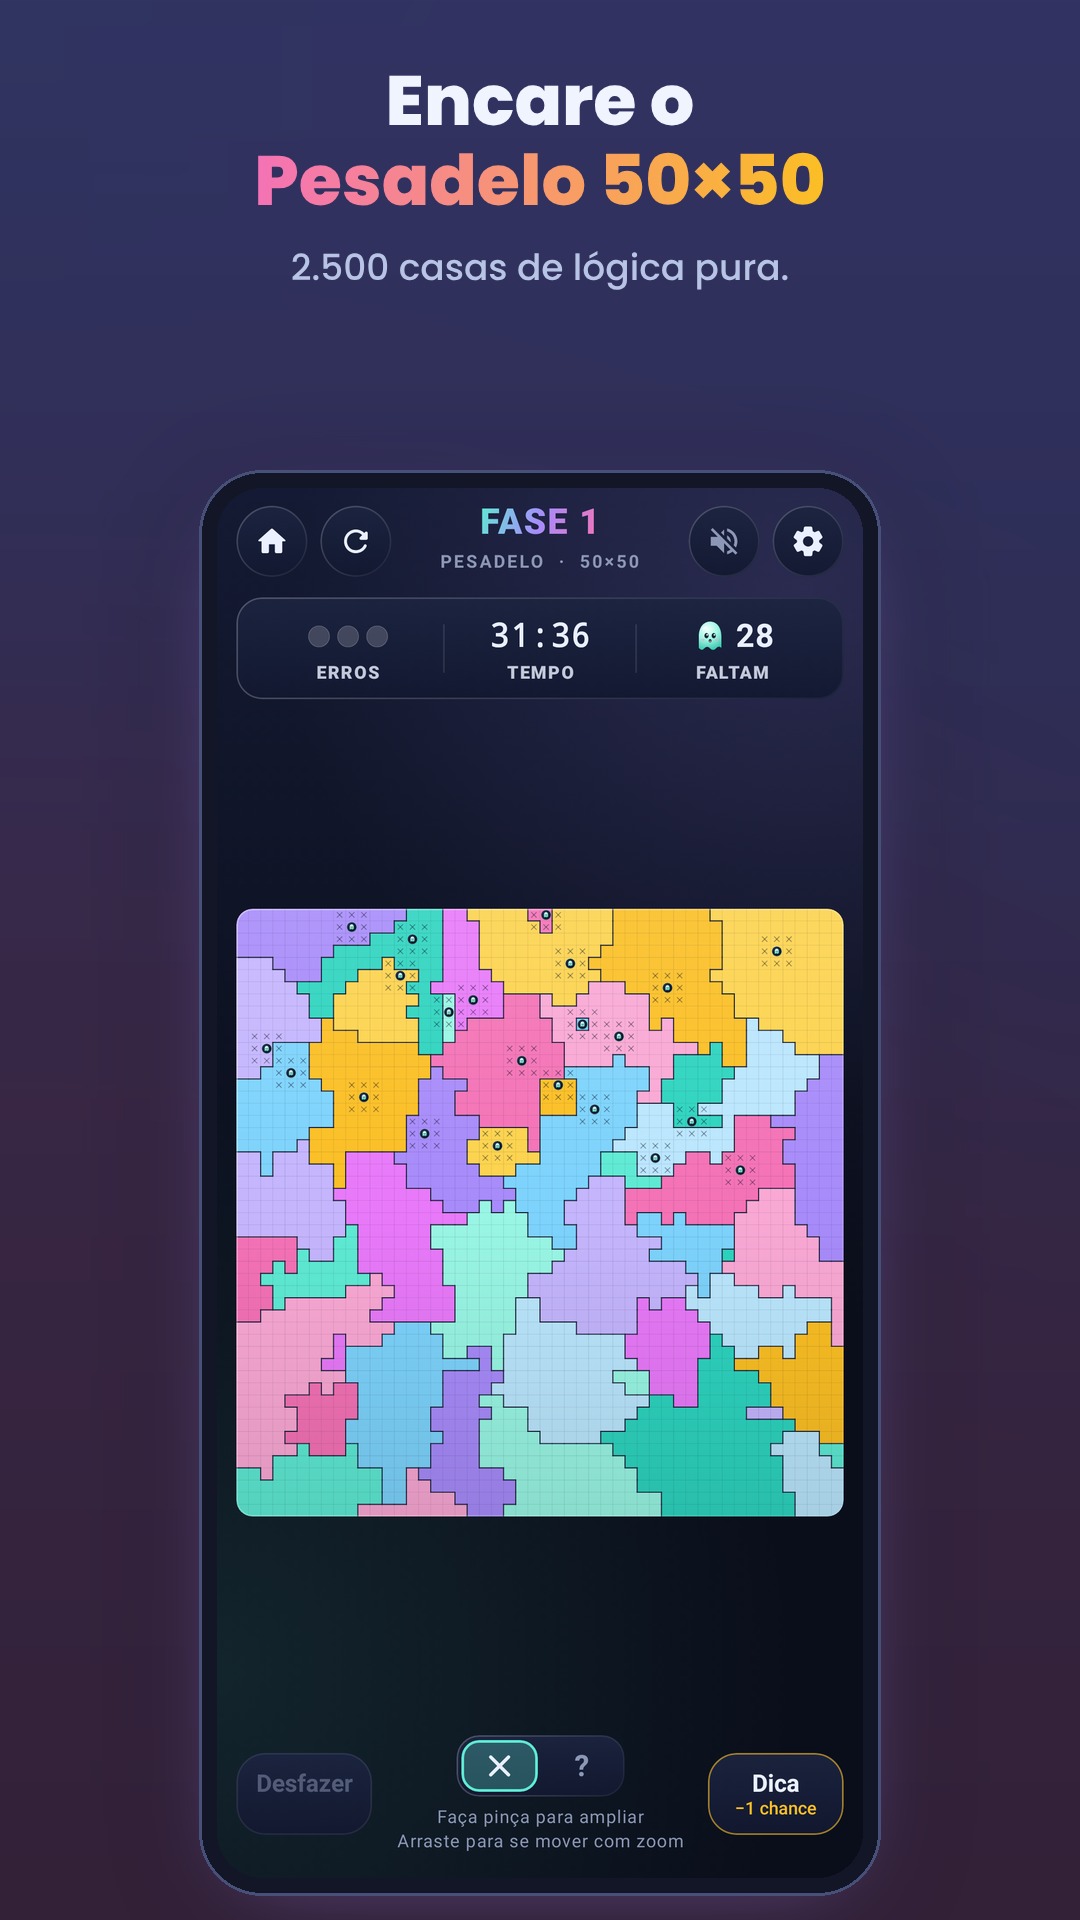 Encare o
Pesadelo 50×50
2.500 casas de lógica pura.
FASE 1
PESADELO · 50×50
31:36
28
ERROS
TEMPO
FALTAM
Desfazer
?
Dica
−1 chance
Faça pinça para ampliar
Arraste para se mover com zoom